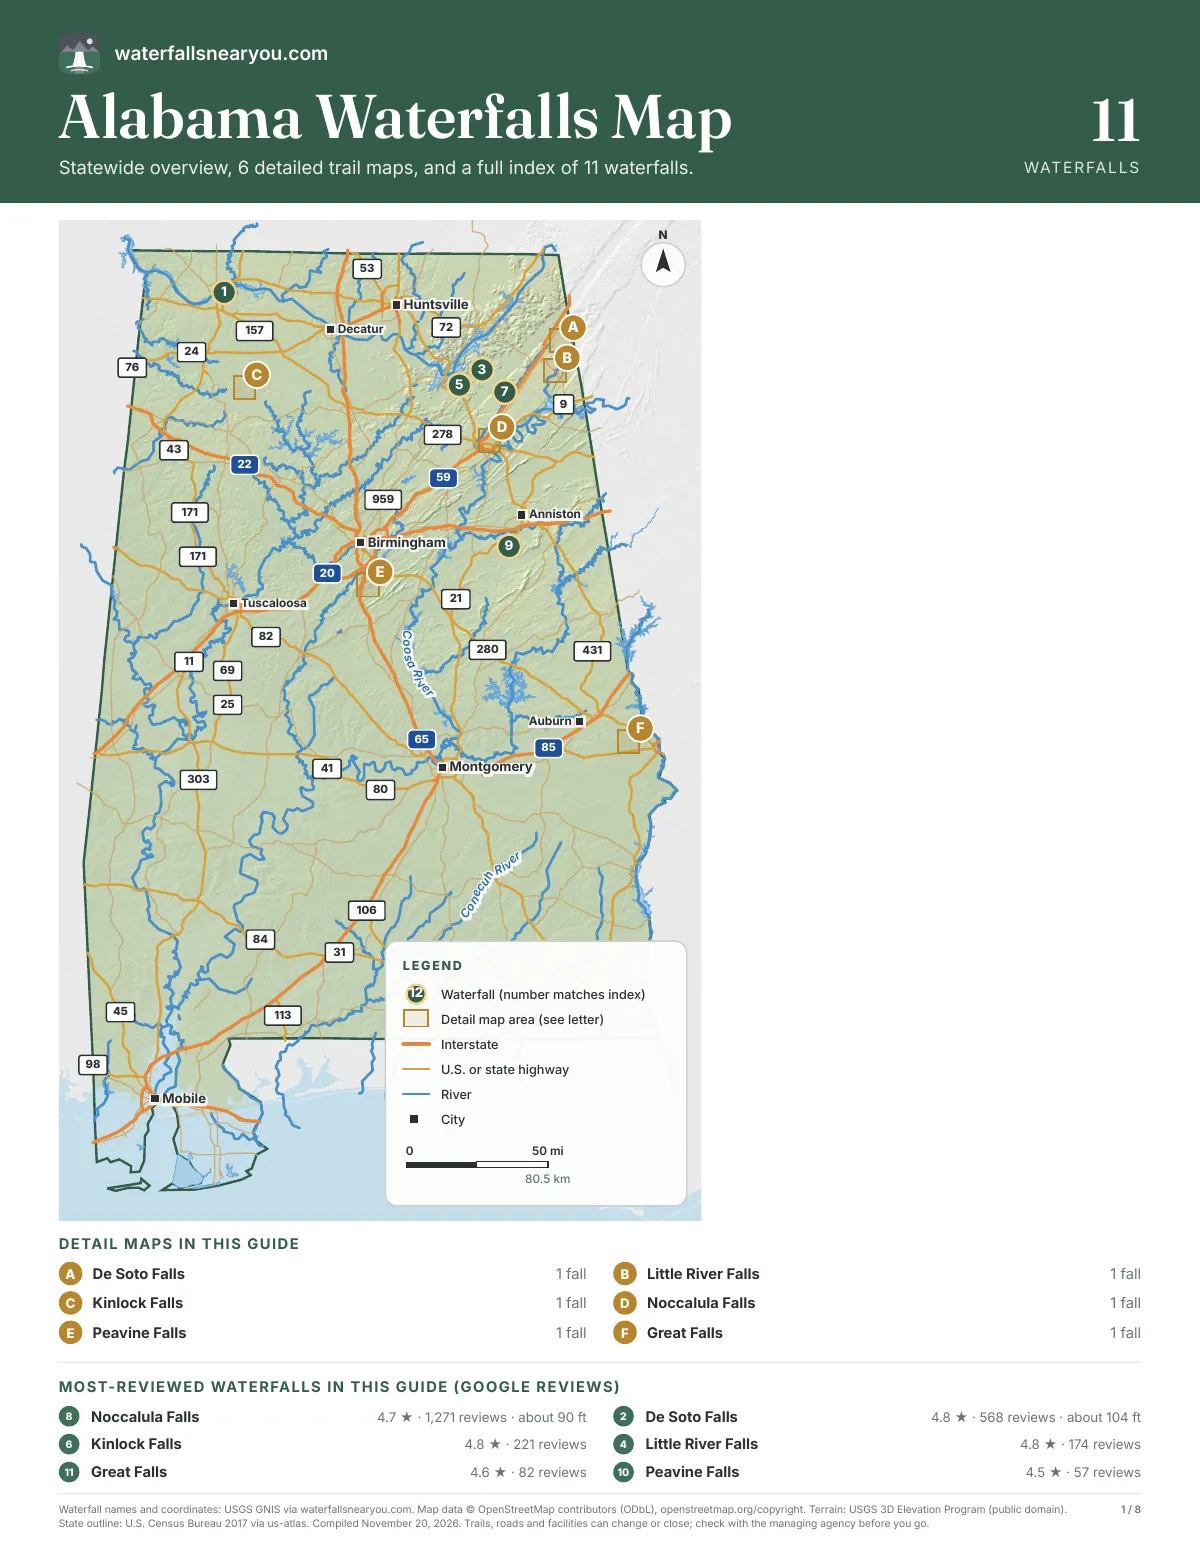 waterfallsnearyou.com
Alabama Waterfalls Map
11
Statewide overview, 6 detailed trail maps, and a full index of 11 waterfalls.
WATERFALLS
N
53
1
Huntsville
72
A
157
Decatur
24
B
76
C
3
5
7
9
D
278
43
22
59
959
171
Anniston
Birmingham
9
171
20
E
21
Tuscaloosa
82
Coosa River
280
431
11
69
25
Auburn
F
65
85
41
Montgomery
303
80
Conecuh River
106
84
31
45
113
98
Mobile
LEGEND
12 Waterfall (number matches index)
Detail map area (see letter)
Interstate
U.S. or state highway
River
City
0 50 mi
80.5 km
DETAIL MAPS IN THIS GUIDE
A De Soto Falls 1 fall
B Little River Falls 1 fall
C Kinlock Falls 1 fall
D Noccalula Falls 1 fall
E Peavine Falls 1 fall
F Great Falls 1 fall
MOST-REVIEWED WATERFALLS IN THIS GUIDE (GOOGLE REVIEWS)
8 Noccalula Falls 4.7 ★ · 1,271 reviews · about 90 ft
2 De Soto Falls 4.8 ★ · 568 reviews · about 104 ft
6 Kinlock Falls 4.8 ★ · 221 reviews
4 Little River Falls 4.8 ★ · 174 reviews
11 Great Falls 4.6 ★ · 82 reviews
10 Peavine Falls 4.5 ★ · 57 reviews
Waterfall names and coordinates: USGS GNIS via waterfallsnearyou.com. Map data © OpenStreetMap contributors (ODbL), openstreetmap.org/copyright. Terrain: USGS 3D Elevation Program (public domain).
1 / 8
State outline: U.S. Census Bureau 2017 via us-atlas. Compiled November 20, 2026. Trails, roads and facilities can change or close; check with the managing agency before you go.